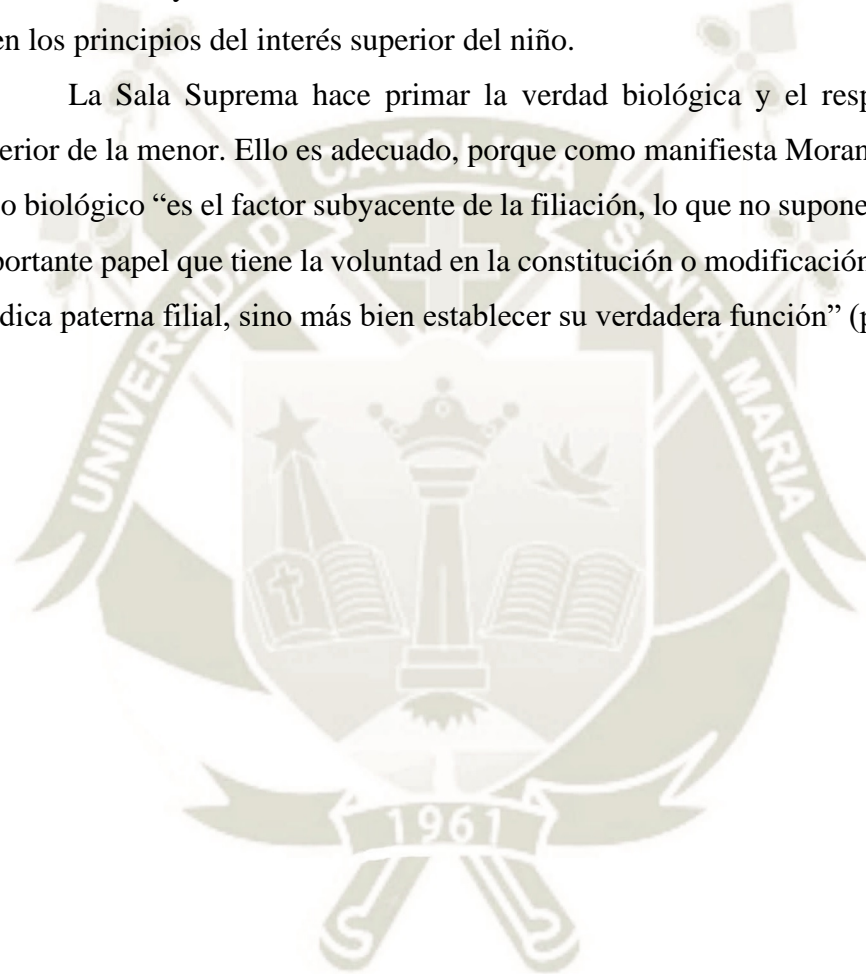 en los principios del interés superior del niño.
La Sala Suprema hace primar la verdad biológica y el resp
erior de la menor. Ello es adecuado, porque como manifiesta Moran
o biológico “es el factor subyacente de la filiación, lo que no supone
portante papel que tiene la voluntad en la constitución o modificación
dica paterna filial, sino más bien establecer su verdadera función” (p
UNIVERSIDAD CATOLICA SANTA MARIA
1961